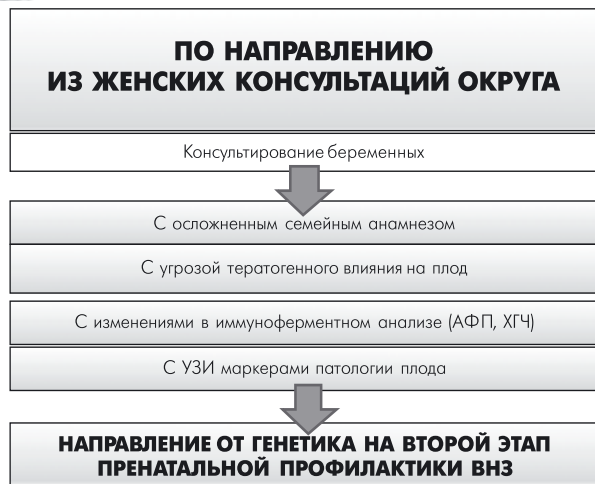 ПО НАПРАВЛЕНИЮ
ИЗ ЖЕНСКИХ КОНСУЛЬТАЦИЙ ОКРУГА
Консультирование беременных
С осложненным семейным анамнезом
С угрозой тератогенного влияния на плод
С изменениями в иммуноферментном анализе (АФП, ХГЧ)
С УЗИ маркерами патологии плода
НАПРАВЛЕНИЕ ОТ ГЕНЕТИКА НА ВТОРОЙ ЭТАП
ПРЕНАТАЛЬНОЙ ПРОФИЛАКТИКИ ВНЗ